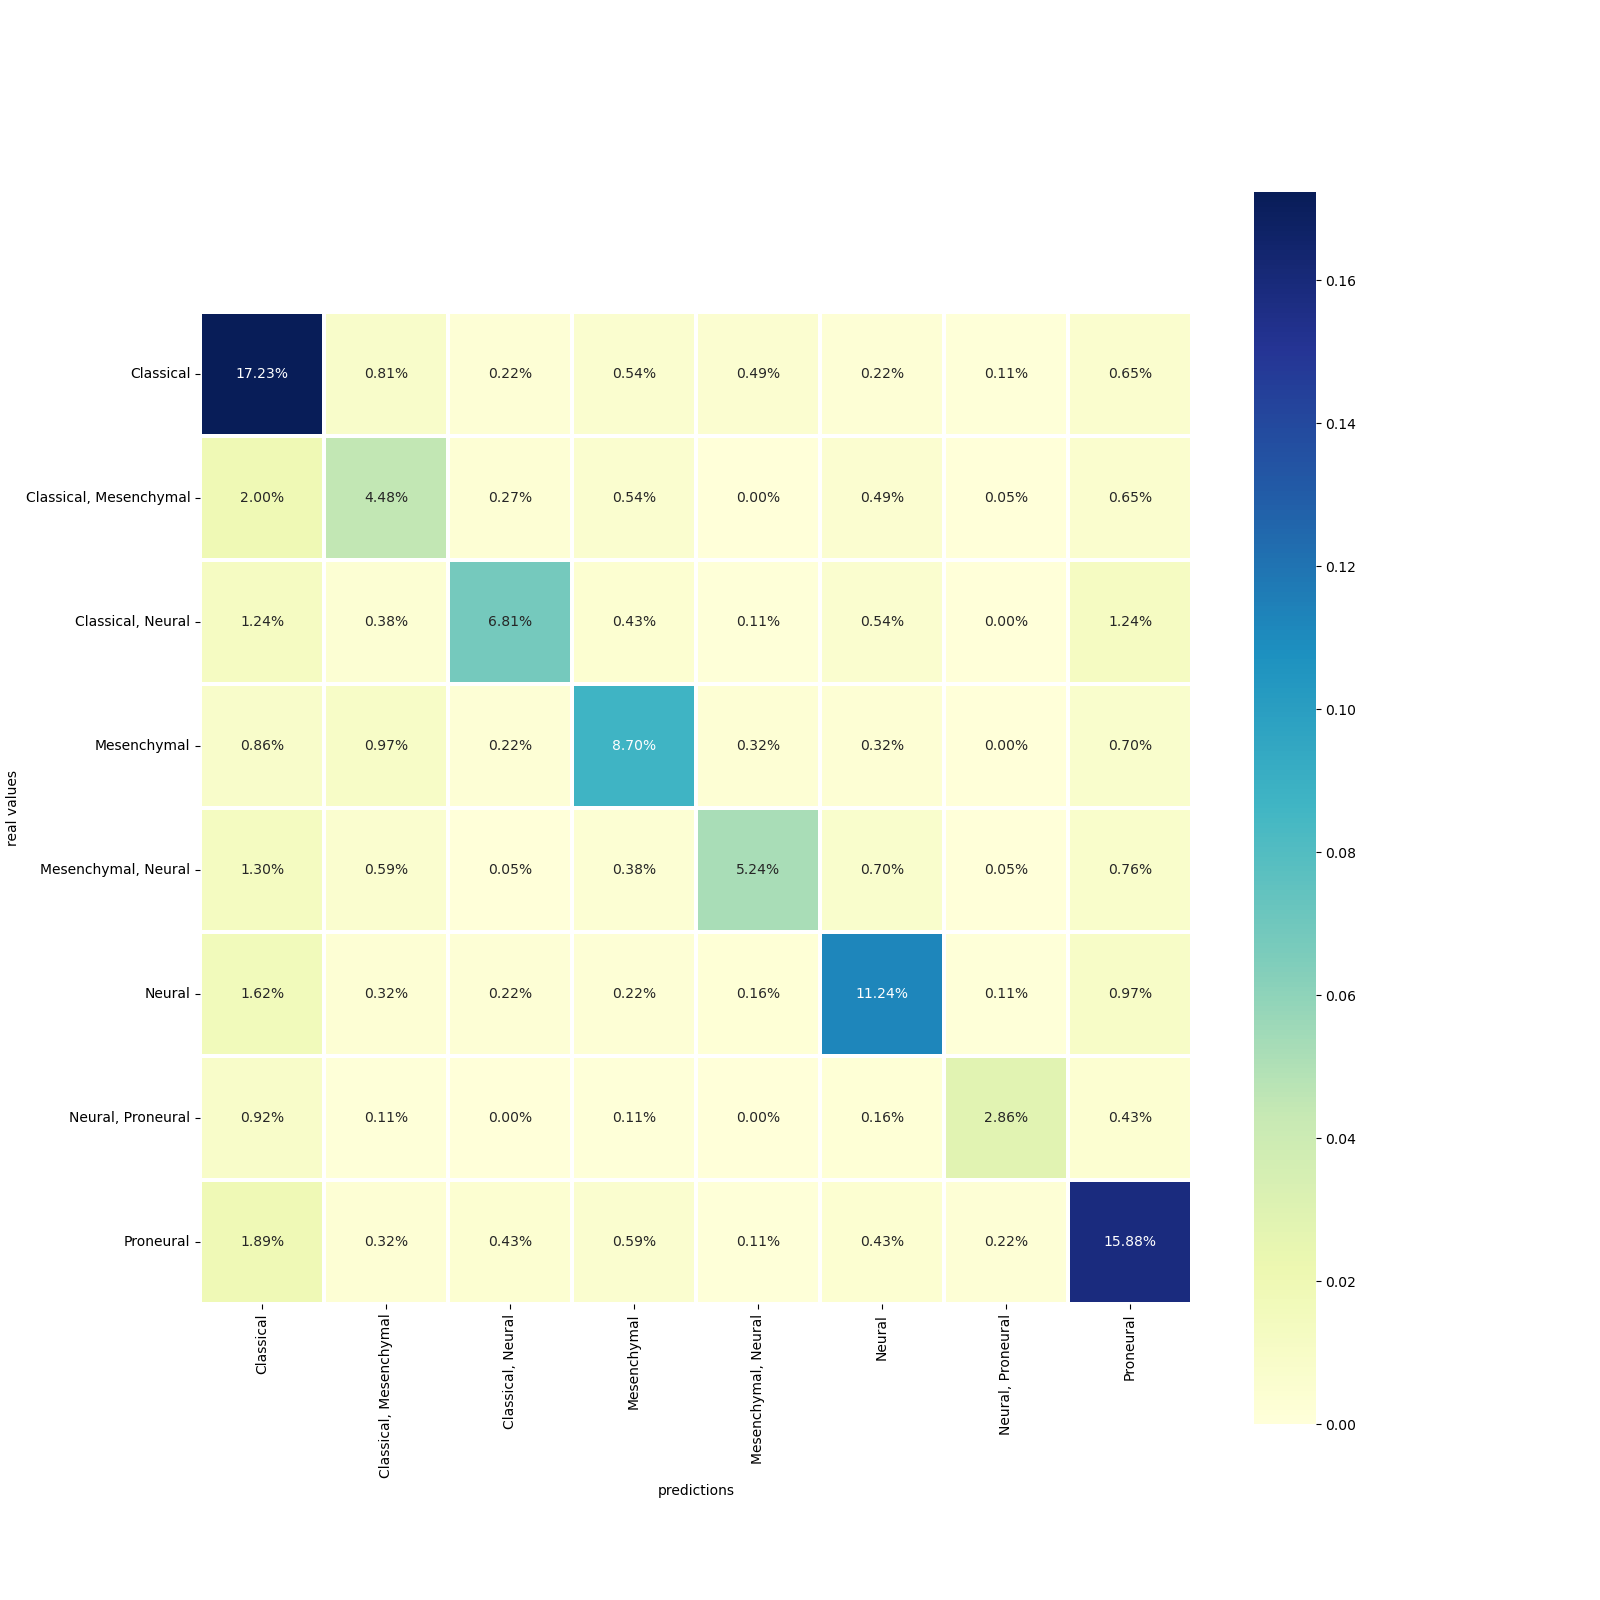 Classical 17.23% 0.81% 0.22% 0.54% 0.49% 0.22% 0.11% 0.65%
Classical, Mesenchymal 2.00% 4.48% 0.27% 0.54% 0.00% 0.49% 0.05% 0.65%
Classical, Neural 1.24% 0.38% 6.81% 0.43% 0.11% 0.54% 0.00% 1.24%
Mesenchymal 0.86% 0.97% 0.22% 8.70% 0.32% 0.32% 0.00% 0.70%
Mesenchymal, Neural 1.30% 0.59% 0.05% 0.38% 5.24% 0.70% 0.05% 0.76%
Neural 1.62% 0.32% 0.22% 0.22% 0.16% 11.24% 0.11% 0.97%
Neural, Proneural 0.92% 0.11% 0.00% 0.11% 0.00% 0.16% 2.86% 0.43%
Proneural 1.89% 0.32% 0.43% 0.59% 0.11% 0.43% 0.22% 15.88%
real values
Classical
Classical, Mesenchymal
Classical, Neural
Mesenchymal
Mesenchymal, Neural
Neural
Neural, Proneural
Proneural
predictions
0.16
0.14
0.12
0.10
0.08
0.06
0.04
0.02
0.00